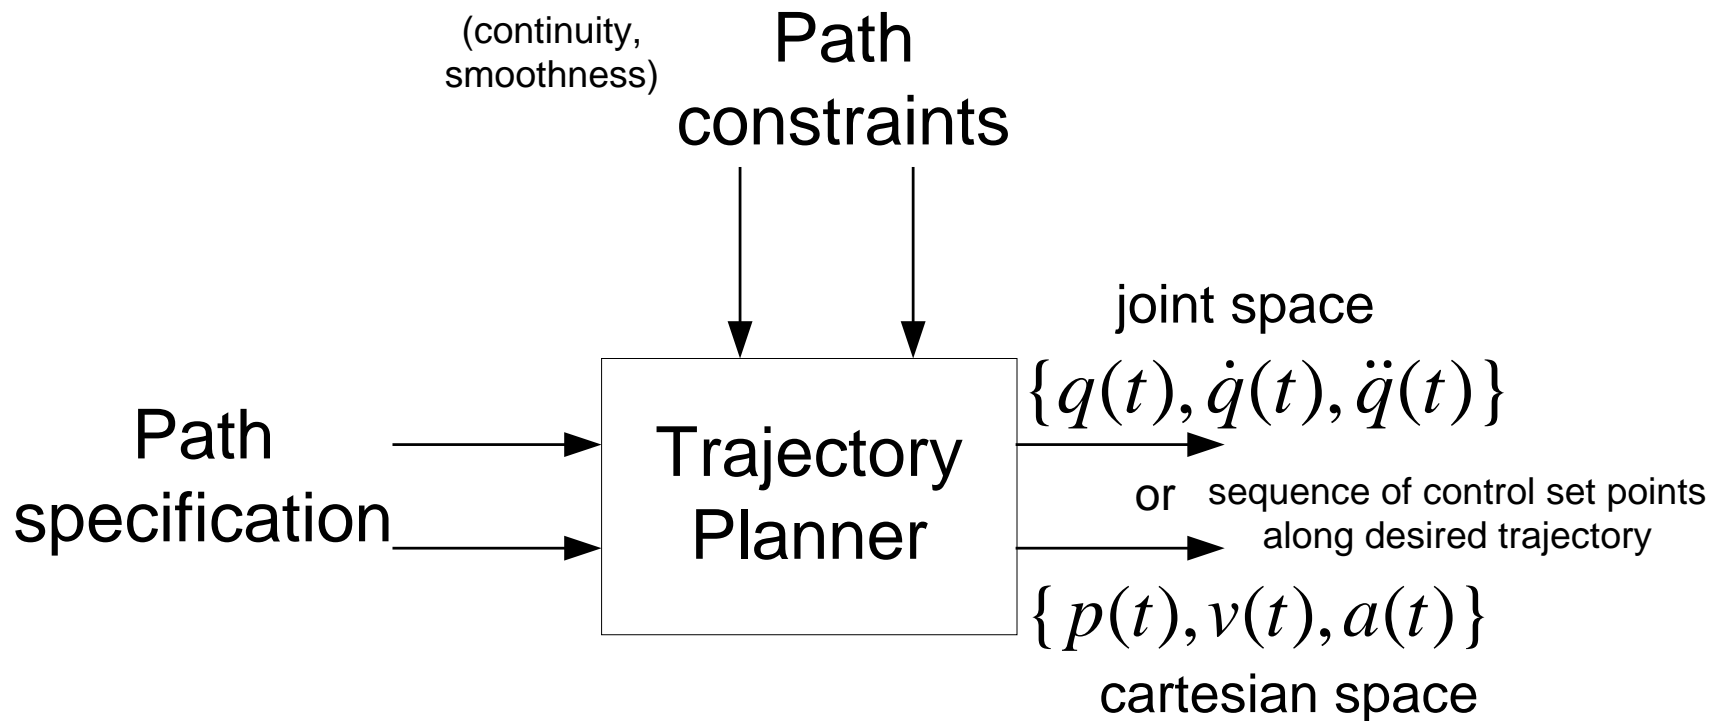 (continuity,
smoothness)
Path
constraints
joint space
{q(t), q̇(t), q̈(t)}
Path
specification
Trajectory
Planner
or
sequence of control set points
along desired trajectory
{p(t), v(t), a(t)}
cartesian space